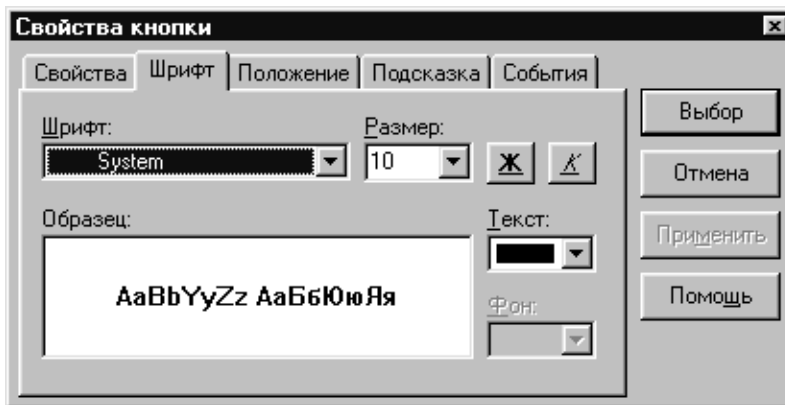 Свойства кнопки
Свойства Шрифт Положение Подсказка События
Шрифт: Размер:
System 10 Ж К
Образец: Текст:
AaBbYyZz АаБбЮюЯя
Фон:
Выбор
Отмена
Применить
Помощь